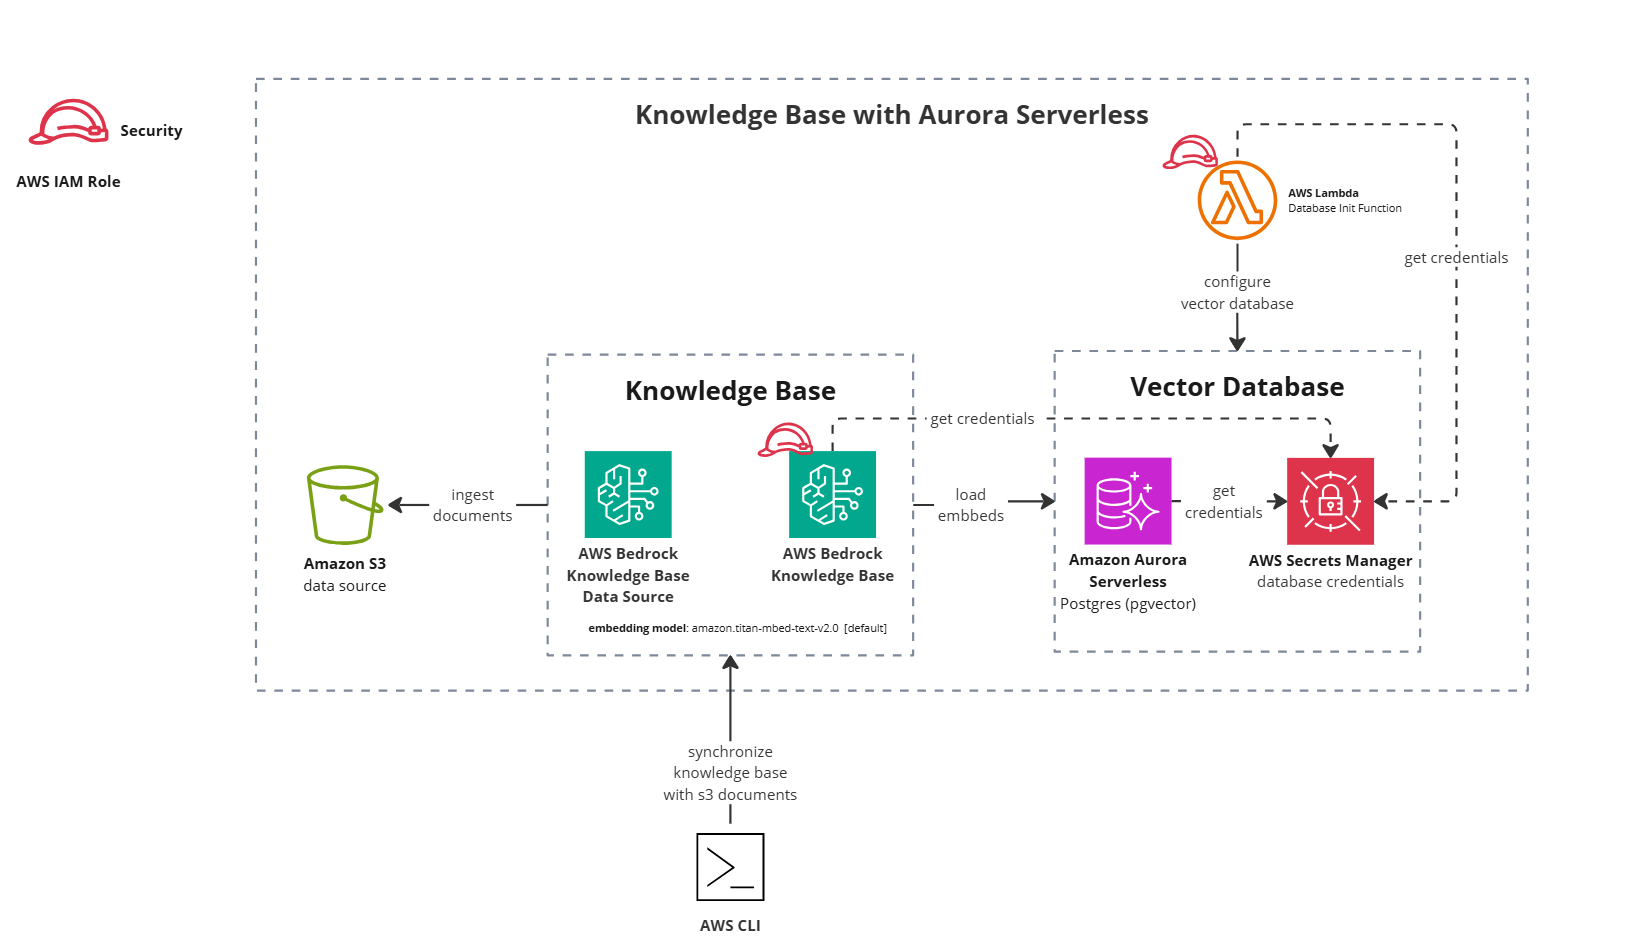 Knowledge Base with Aurora Serverless
Security
AWS IAM Role
AWS Lambda
Database Init Function
get credentials
configure
vector database
Knowledge Base
Vector Database
get credentials
ingest
documents
load
embbeds
get
credentials
Amazon S3
data source
AWS Bedrock
Knowledge Base
Data Source
AWS Bedrock
Knowledge Base
embedding model: amazon.titan-mbed-text-v2.0 [default]
Amazon Aurora
Serverless
Postgres (pgvector)
AWS Secrets Manager
database credentials
synchronize
knowledge base
with s3 documents
AWS CLI